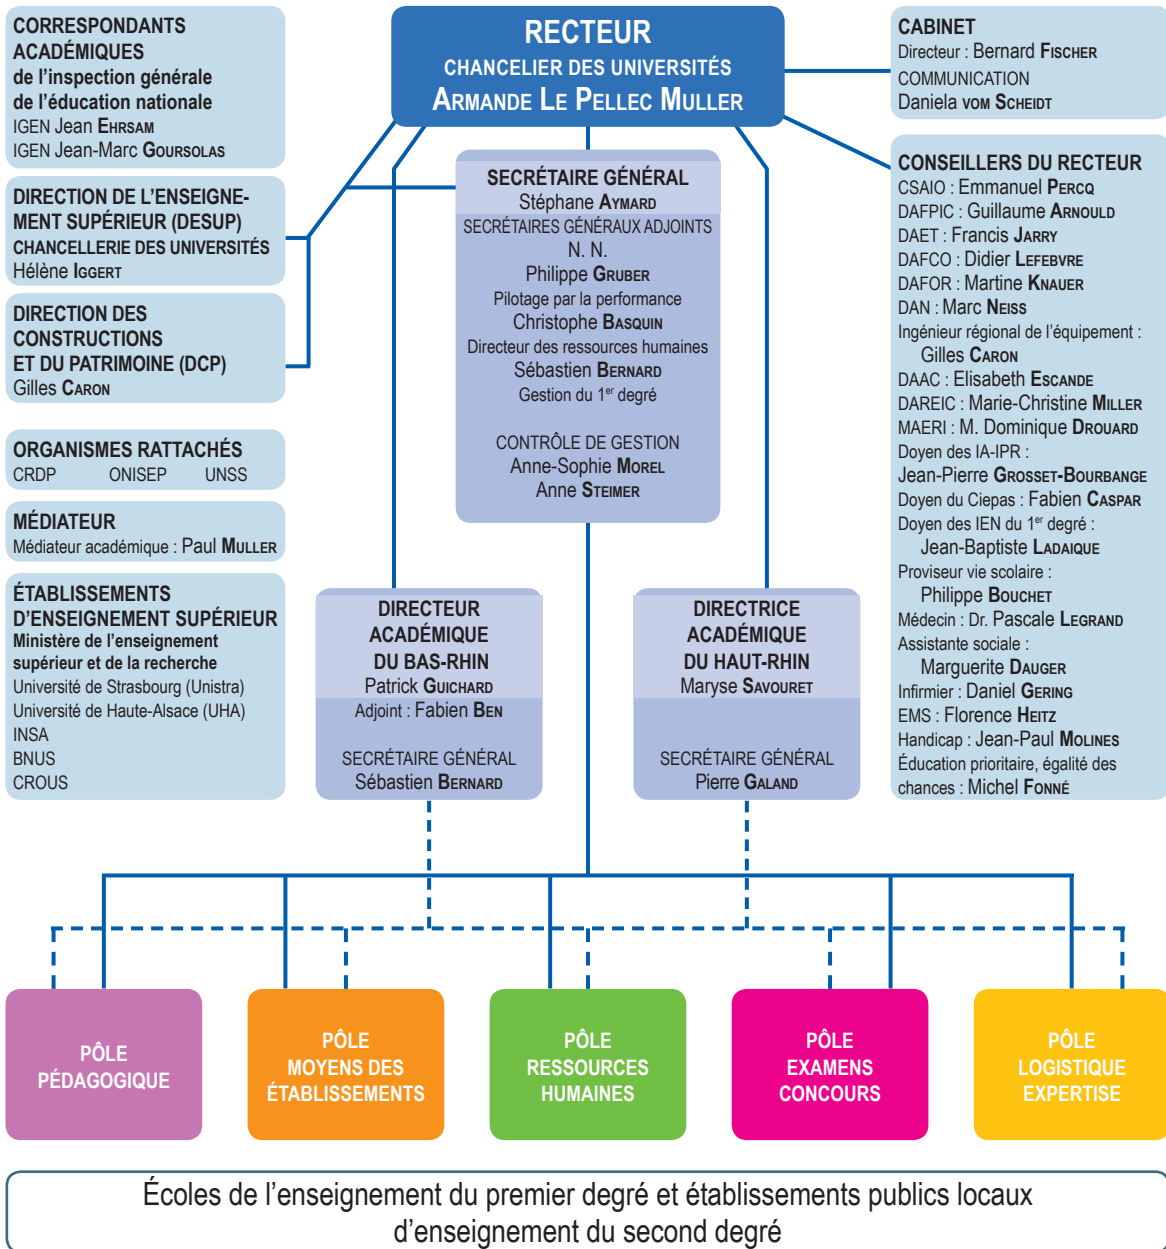 CORRESPONDANTS
ACADÉMIQUES
de l’inspection générale
de l’éducation nationale
IGEN Jean EHRSAM
IGEN Jean-Marc GOURSOLAS
DIRECTION DE L’ENSEIGNE-
MENT SUPÉRIEUR (DESUP)
CHANCELLERIE DES UNIVERSITÉS
Hélène IGGERT
DIRECTION DES
CONSTRUCTIONS
ET DU PATRIMOINE (DCP)
Gilles CARON
ORGANISMES RATTACHÉS
CRDP ONISEP UNSS
MÉDIATEUR
Médiateur académique : Paul MULLER
ÉTABLISSEMENTS
D’ENSEIGNEMENT SUPÉRIEUR
Ministère de l’enseignement
supérieur et de la recherche
Université de Strasbourg (Unistra)
Université de Haute-Alsace (UHA)
INSA
BNUS
CROUS
RECTEUR
CHANCELIER DES UNIVERSITÉS
ARMANDE LE PELLEC MULLER
SECRÉTAIRE GÉNÉRAL
Stéphane AYMARD
SECRÉTAIRES GÉNÉRAUX ADJOINTS
N. N.
Philippe GRUBER
Pilotage par la performance
Christophe BASQUIN
Directeur des ressources humaines
Sébastien BERNARD
Gestion du 1er degré
CONTRÔLE DE GESTION
Anne-Sophie MOREL
Anne STEIMER
DIRECTEUR
ACADÉMIQUE
DU BAS-RHIN
Patrick GUICHARD
Adjoint : Fabien BEN
SECRÉTAIRE GÉNÉRAL
Sébastien BERNARD
DIRECTRICE
ACADÉMIQUE
DU HAUT-RHIN
Maryse SAVOURET
SECRÉTAIRE GÉNÉRAL
Pierre GALAND
CABINET
Directeur : Bernard FISCHER
COMMUNICATION
Daniela VOM SCHEIDT
CONSEILLERS DU RECTEUR
CSAIO : Emmanuel PERCQ
DAFPIC : Guillaume ARNOULD
DAET : Francis JARRY
DAFCO : Didier LEFEBVRE
DAFOR : Martine KNAUER
DAN : Marc NEISS
Ingénieur régional de l’équipement :
Gilles CARON
DAAC : Elisabeth ESCANDE
DAREIC : Marie-Christine MILLER
MAERI : M. Dominique DROUARD
Doyen des IA-IPR :
Jean-Pierre GROSSET-BOURBANGE
Doyen du Ciepas : Fabien CASPAR
Doyen des IEN du 1er degré :
Jean-Baptiste LADAIQUE
Proviseur vie scolaire :
Philippe BOUCHET
Médecin : Dr. Pascale LEGRAND
Assistante sociale :
Marguerite DAUGER
Infirmier : Daniel GERING
EMS : Florence HEITZ
Handicap : Jean-Paul MOLINES
Éducation prioritaire, égalité des
chances : Michel FONNÉ
PÔLE
PÉDAGOGIQUE
PÔLE
MOYENS DES
ÉTABLISSEMENTS
PÔLE
RESSOURCES
HUMAINES
PÔLE
EXAMENS
CONCOURS
PÔLE
LOGISTIQUE
EXPERTISE
Écoles de l’enseignement du premier degré et établissements publics locaux
d’enseignement du second degré